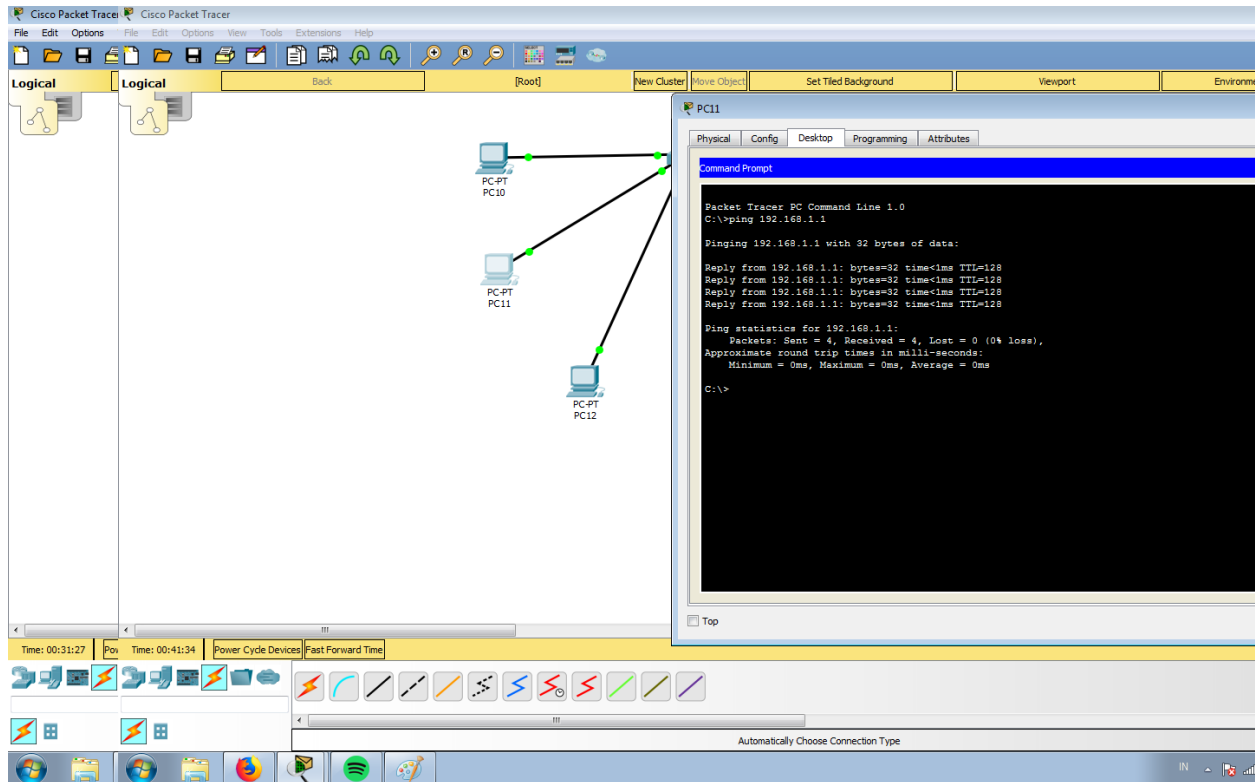 Cisco Packet Tracer
Cisco Packet Tracer
File Edit Options
File Edit Options View Tools Extensions Help
Logical
Logical Back [Root] New Cluster Move Object Set Tiled Background Viewport
PC11
Physical Config Desktop Programming Attributes
Command Prompt
Packet Tracer PC Command Line 1.0
C:\>ping 192.168.1.1
Pinging 192.168.1.1 with 32 bytes of data:
Reply from 192.168.1.1: bytes=32 time<1ms TTL=128
Reply from 192.168.1.1: bytes=32 time<1ms TTL=128
Reply from 192.168.1.1: bytes=32 time<1ms TTL=128
Reply from 192.168.1.1: bytes=32 time<1ms TTL=128
Ping statistics for 192.168.1.1:
Packets: Sent = 4, Received = 4, Lost = 0 (0% loss),
Approximate round trip times in milli-seconds:
Minimum = 0ms, Maximum = 0ms, Average = 0ms
C:\>
PC-PT
PC10
PC-PT
PC11
PC-PT
PC12
Top
Time: 00:31:27
Time: 00:41:34 Power Cycle Devices Fast Forward Time
Automatically Choose Connection Type
IN